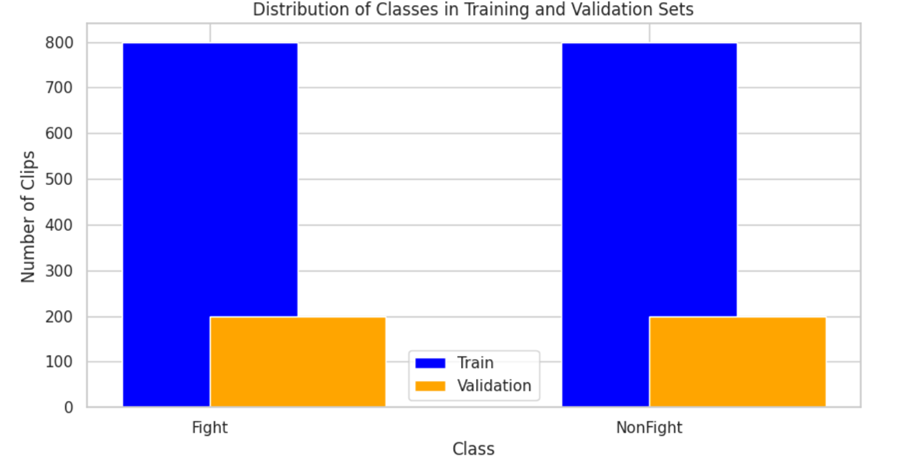 Distribution of Classes in Training and Validation Sets
Number of Clips
800
700
600
500
400
300
200
100
0
Train
Validation
Fight
NonFight
Class